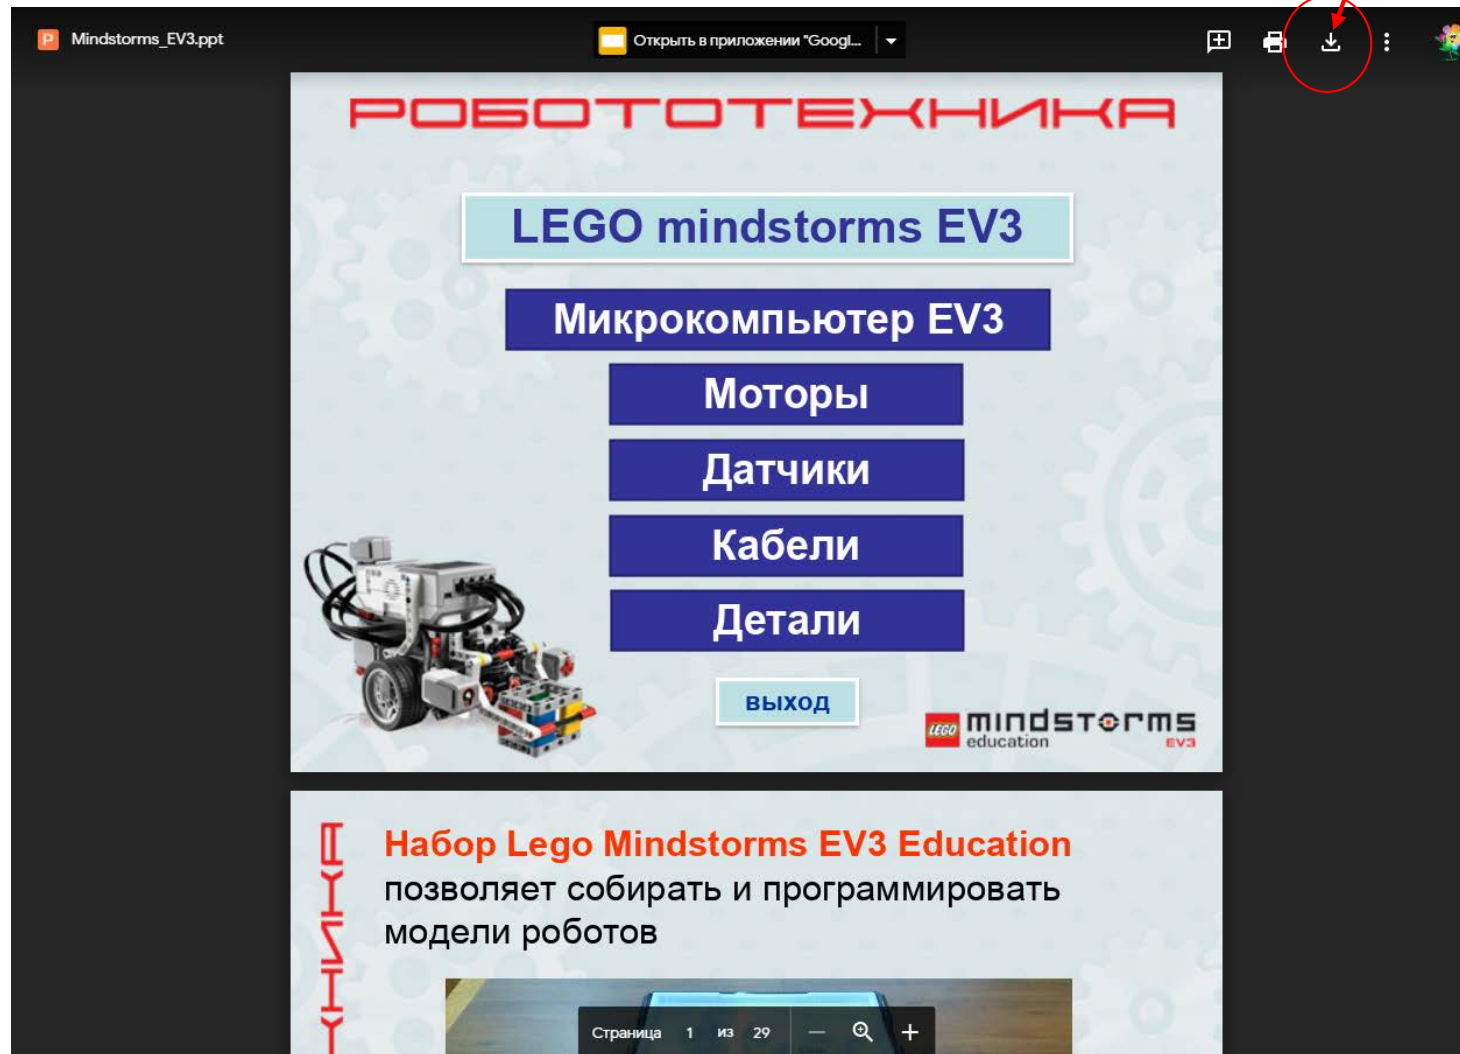 Mindstorms_EV3.ppt
Открыть в приложении "Googl...
РОБОТОТЕХНИКА
LEGO mindstorms EV3
Микрокомпьютер EV3
Моторы
Датчики
Кабели
Детали
выход
LEGO mindstorms
education EV3
Набор Lego Mindstorms EV3 Education
позволяет собирать и программировать
модели роботов
Страница 1 из 29